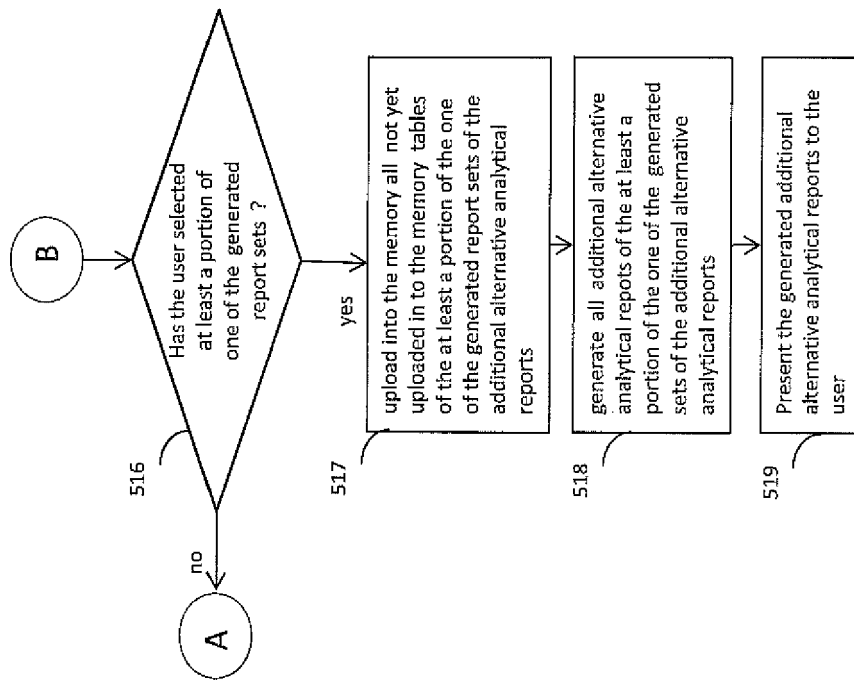 B
516
Has the user selected
at least a portion of
one of the generated
report sets ?
no
A
yes
517
upload into the memory all not yet
uploaded in to the memory tables
of the at least a portion of the one
of the generated report sets of the
additional alternative analytical
reports
518
generate all additional alternative
analytical repots of the at least a
portion of the one of the generated
sets of the additional alternative
analytical reports
519
Present the generated additional
alternative analytical reports to the
user